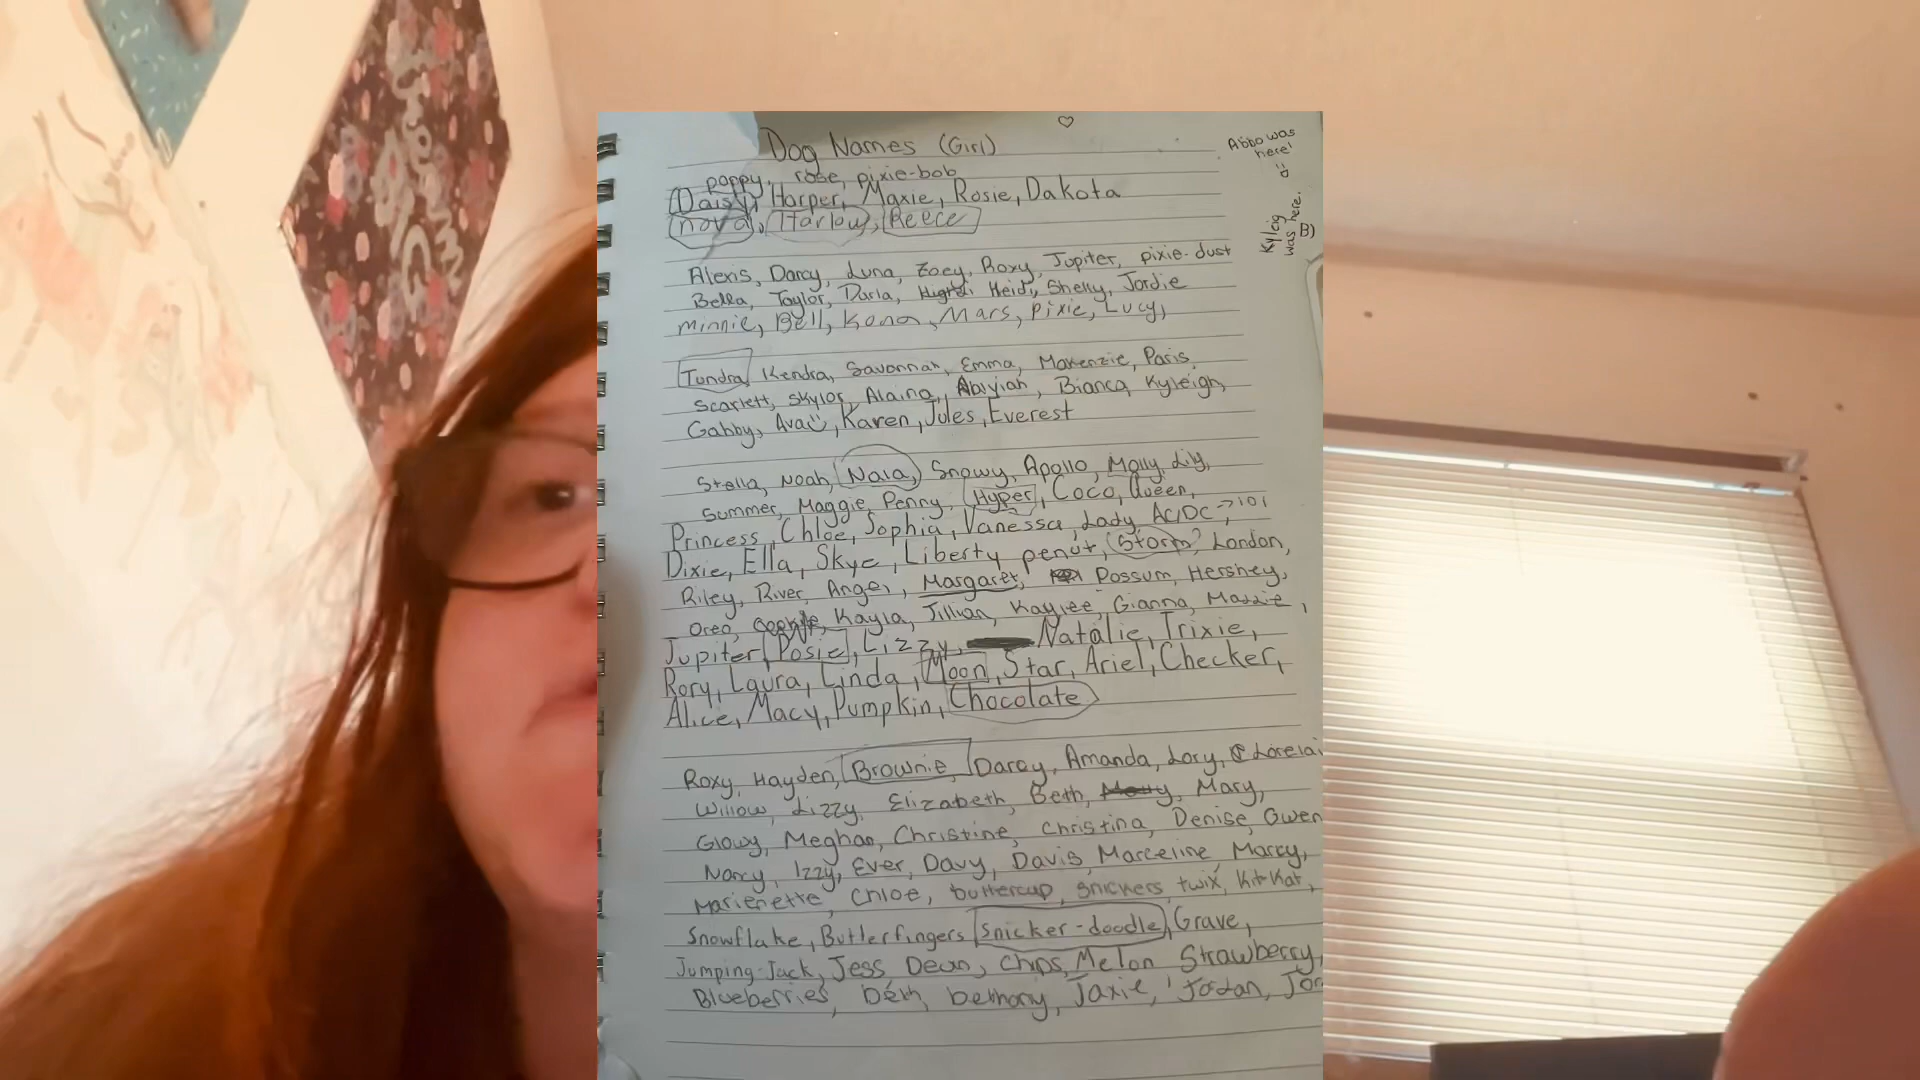 Dog Names (Girl)
Abbo was
here!
poppy, rose, pixie-bob
Daisy, Harper, Maxie, Rosie, Dakota
nova, Harlow, Reece
Kyleig
was here.
B)
Alexis, Darcy, Luna, Zoey, Roxy, Jupiter, pixie-dust
Bella, Taylor, Darla, Heidi, Shelly, Jordie
minnie, Bell, Kona, Mars, pixie, Lucy,
Tundra, Kendra, Savannah, Emma, Makenzie, Paris,
Scarlett, Skylor, Alaina, Abiyiah, Bianca, Kyleigh,
Gabby, Ava, Karen, Jules, Everest
Stella, Noah, Nala, Snowy, Apollo, Molly, Lily,
Summer, Maggie, Penny, Hyper, Coco, Queen,
Princess, Chloe, Sophia, Vanessa, Lady, AC/DC → 101
Dixie, Ella, Skye, Liberty penut, Storm? London,
Riley, River, Angel, Margaret, Possum, Hershey,
Oreo, Kayla, Jillian, Kaylee, Gianna,
Jupiter, Posie, Lizzy, Natalie, Trixie,
Rory, Laura, Linda, Moon, Star, Ariel, Checker,
Alice, Macy, Pumpkin, Chocolate
Roxy, Hayden, Brownie, Darcy, Amanda, Lory, Lorelai
Willow, Lizzy, Elizabeth, Beth, Mary,
Glowy, Meghan, Christine, Christina, Denise, Gwen
Narcy, Izzy, Ever, Davy, Davis, Marceline, Marcy,
Marienette, Chloe, buttercup, snickers twix, Kit-Kat,
Snowflake, Butterfingers Snicker-doodle, Grave,
Jumping-Jack, Jess, Dean, Chips, Melon Strawberry,
Blueberries, bethany, Jaxie, Jordan,